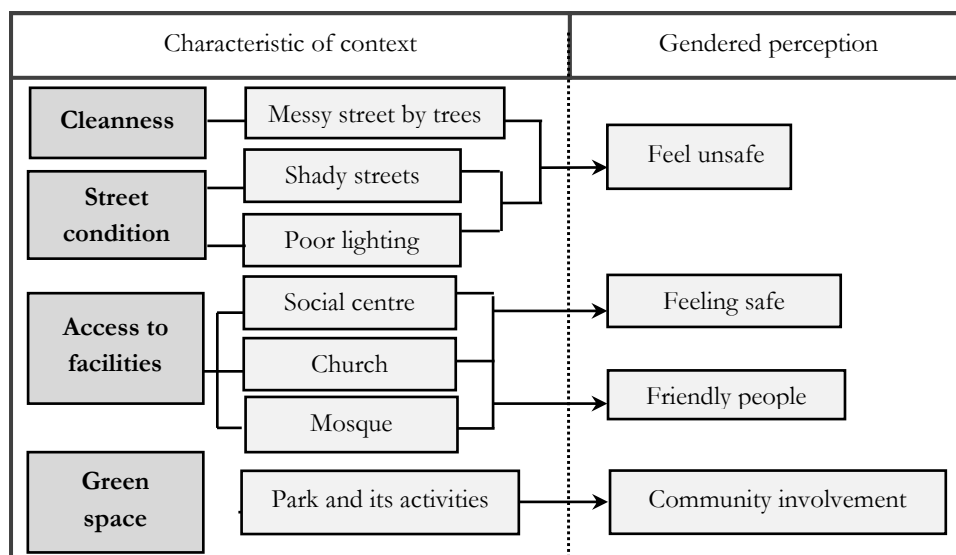 Characteristic of context
Gendered perception
Cleanness
Messy street by trees
Feel unsafe
Street
condition
Shady streets
Poor lighting
Access to
facilities
Social centre
Church
Mosque
Feeling safe
Friendly people
Green
space
Park and its activities
Community involvement